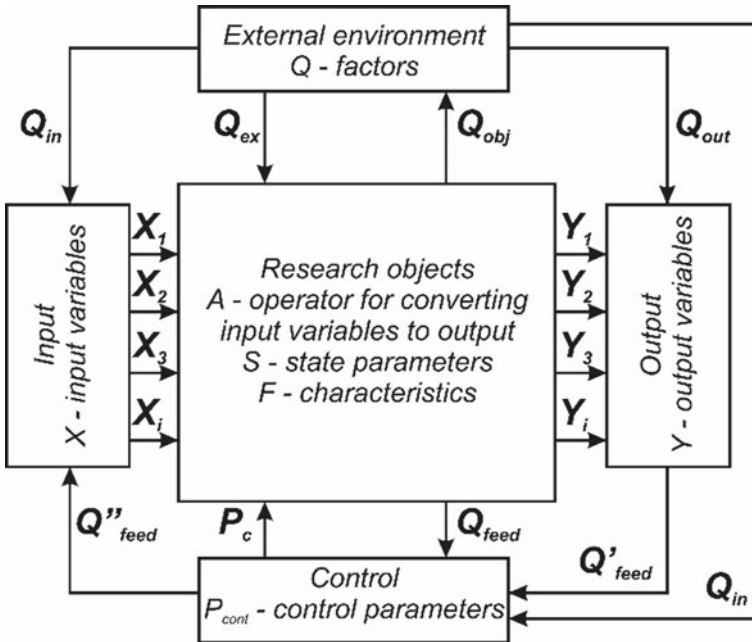 External environment
Q - factors
Q_in
Q_ex
Q_obj
Q_out
Input
X - input variables
X_1
X_2
X_3
X_i
Research objects
A - operator for converting
input variables to output
S - state parameters
F - characteristics
Y_1
Y_2
Y_3
Y_i
Output
Y - output variables
Q''_feed
P_c
Q_feed
Q'_feed
Q_in
Control
P_cont - control parameters